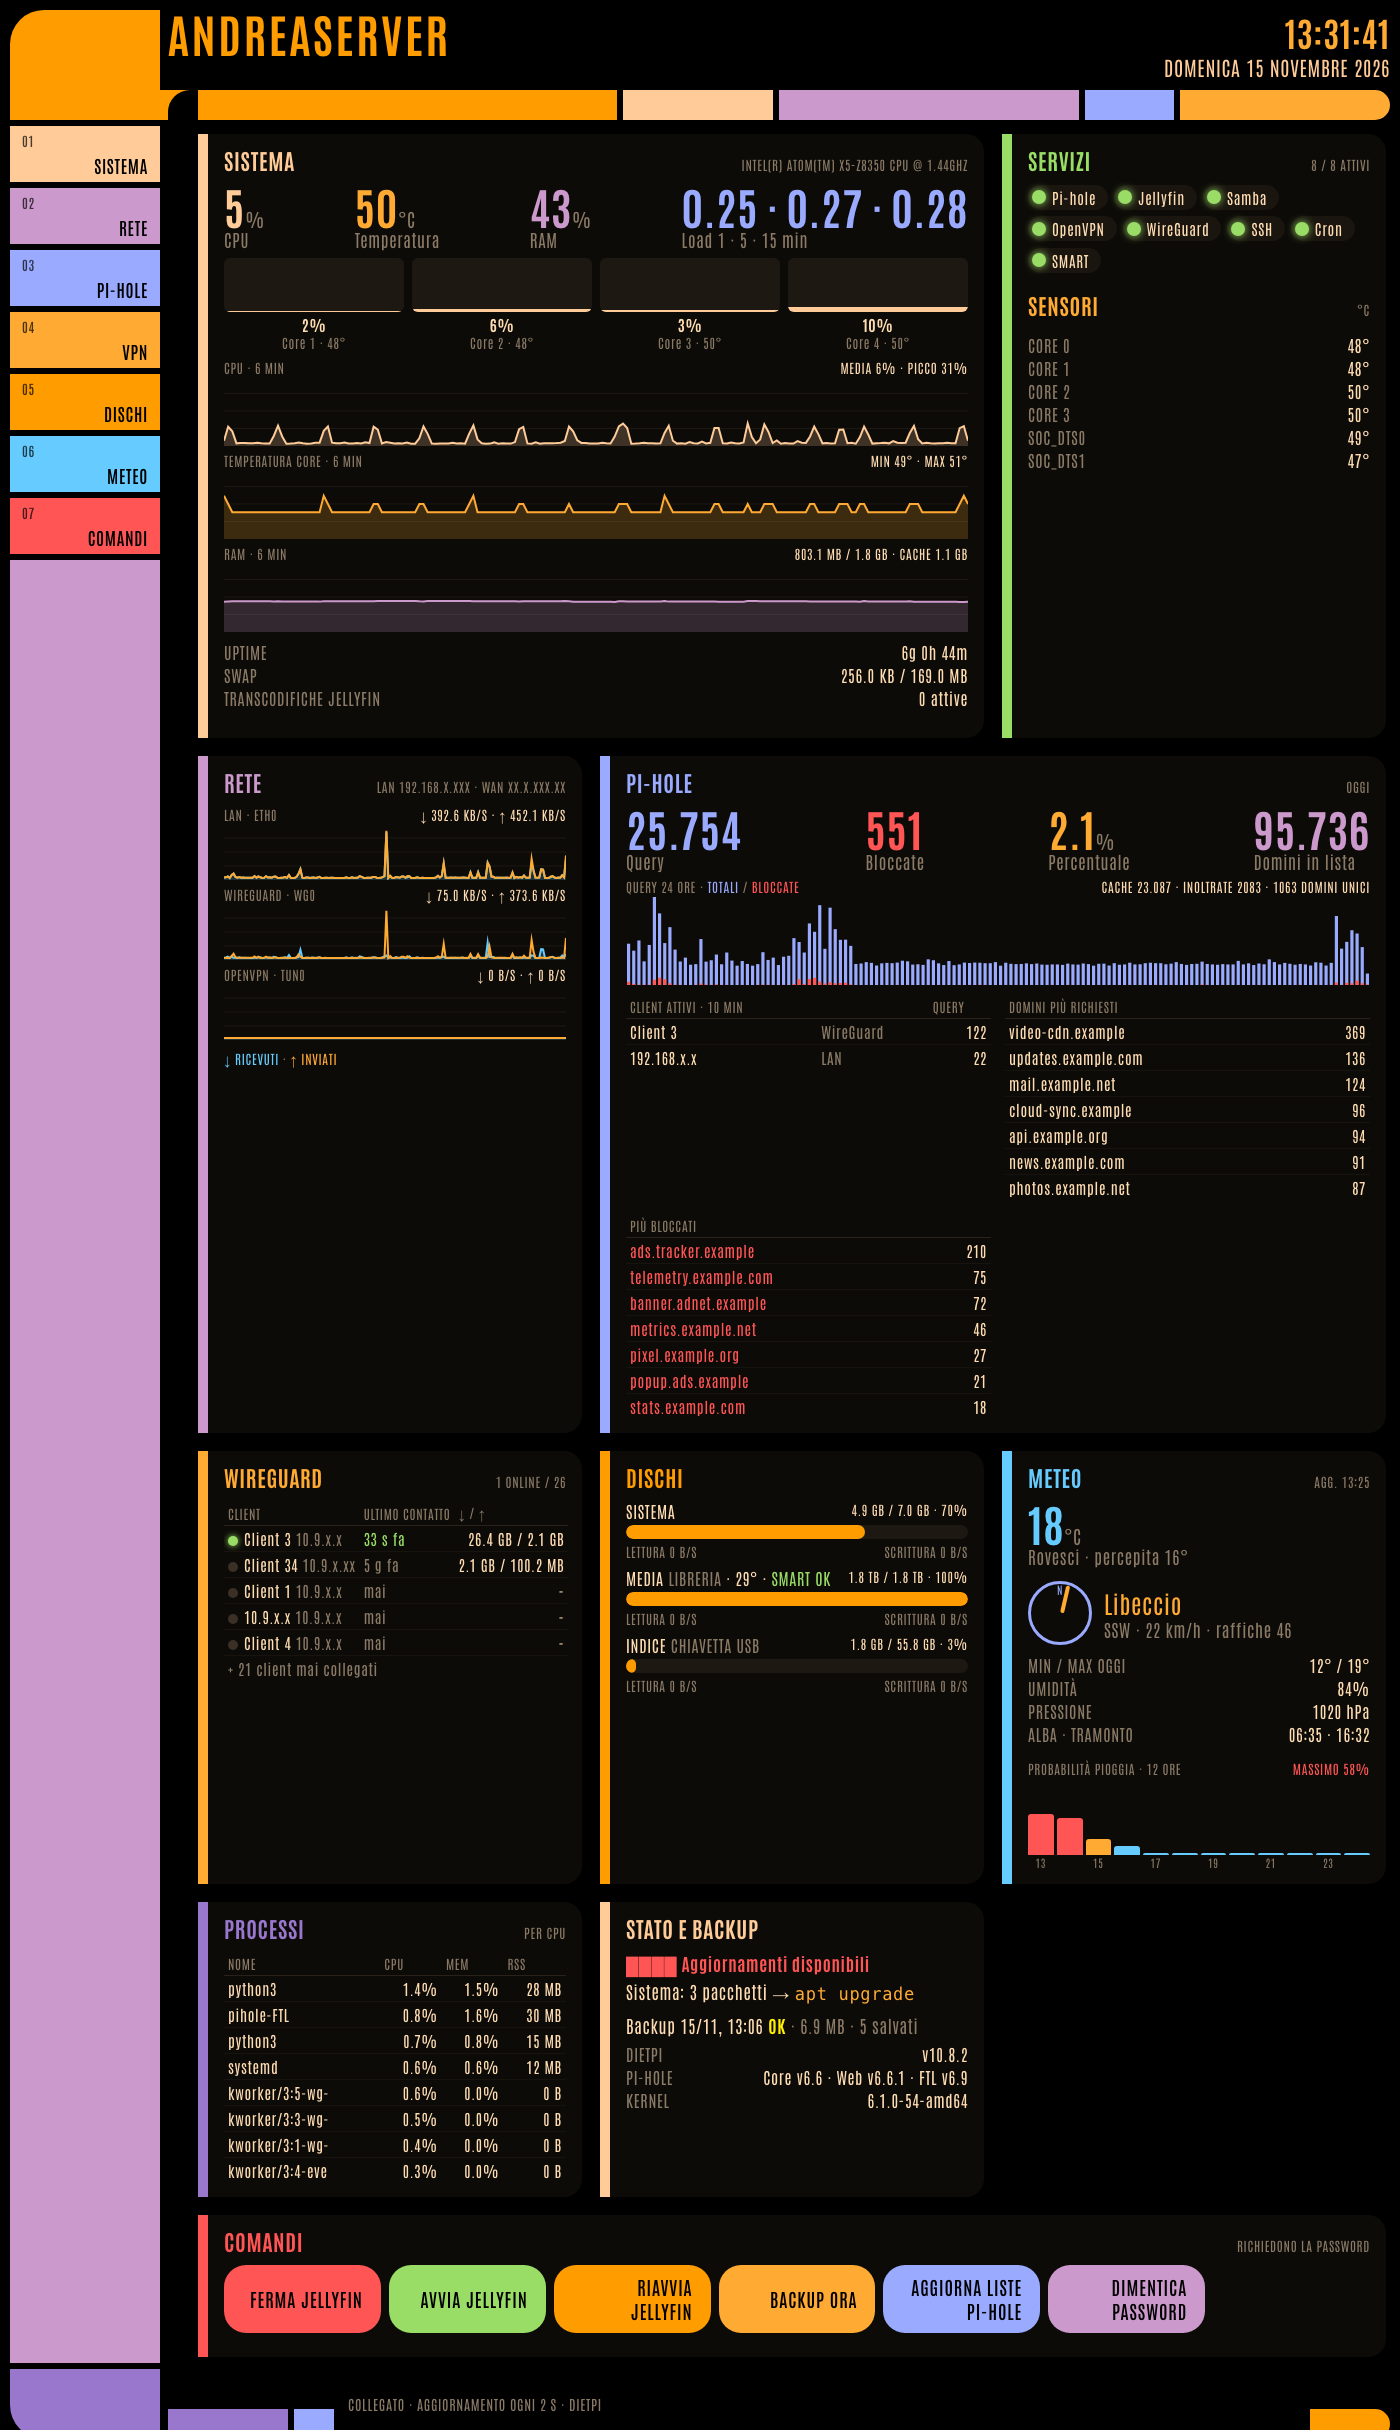 ANDREASERVER
13:31:41
DOMENICA 15 NOVEMBRE 2026
01
SISTEMA
02
RETE
03
PI-HOLE
04
VPN
05
DISCHI
06
METEO
07
COMANDI
SISTEMA
INTEL(R) ATOM(TM) X5-Z8350 CPU @ 1.44GHZ
5% 50°C 43% 0.25 · 0.27 · 0.28
CPU Temperatura RAM Load 1 · 5 · 15 min
2% 6% 3% 10%
Core 1 · 48° Core 2 · 48° Core 3 · 50° Core 4 · 50°
CPU · 6 MIN MEDIA 6% · PICCO 31%
TEMPERATURA CORE · 6 MIN MIN 49° · MAX 51°
RAM · 6 MIN 803.1 MB / 1.8 GB · CACHE 1.1 GB
UPTIME 6g 0h 44m
SWAP 256.0 KB / 169.0 MB
TRANSCODIFICHE JELLYFIN 0 attive
SERVIZI 8 / 8 ATTIVI
Pi-hole Jellyfin Samba
OpenVPN WireGuard SSH Cron
SMART
SENSORI °C
CORE 0 48°
CORE 1 48°
CORE 2 50°
CORE 3 50°
SOC_DTS0 49°
SOC_DTS1 47°
RETE LAN 192.168.X.XXX · WAN XX.X.XXX.XX
LAN · ETH0 ↓ 392.6 KB/S · ↑ 452.1 KB/S
WIREGUARD · WG0 ↓ 75.0 KB/S · ↑ 373.6 KB/S
OPENVPN · TUN0 ↓ 0 B/S · ↑ 0 B/S
↓ RICEVUTI · ↑ INVIATI
PI-HOLE OGGI
25.754 551 2.1% 95.736
Query Bloccate Percentuale Domini in lista
QUERY 24 ORE · TOTALI / BLOCCATE CACHE 23.087 · INOLTRATE 2083 · 1063 DOMINI UNICI
CLIENT ATTIVI · 10 MIN QUERY
Client 3 WireGuard 122
192.168.x.x LAN 22
DOMINI PIÙ RICHIESTI
video-cdn.example 369
updates.example.com 136
mail.example.net 124
cloud-sync.example 96
api.example.org 94
news.example.com 91
photos.example.net 87
PIÙ BLOCCATI
ads.tracker.example 210
telemetry.example.com 75
banner.adnet.example 72
metrics.example.net 46
pixel.example.org 27
popup.ads.example 21
stats.example.com 18
WIREGUARD 1 ONLINE / 26
CLIENT ULTIMO CONTATTO ↓ / ↑
Client 3 10.9.x.x 33 s fa 26.4 GB / 2.1 GB
Client 34 10.9.x.xx 5 g fa 2.1 GB / 100.2 MB
Client 1 10.9.x.x mai -
10.9.x.x 10.9.x.x mai -
Client 4 10.9.x.x mai -
+ 21 client mai collegati
DISCHI
SISTEMA 4.9 GB / 7.0 GB · 70%
LETTURA 0 B/S SCRITTURA 0 B/S
MEDIA LIBRERIA · 29° · SMART OK 1.8 TB / 1.8 TB · 100%
LETTURA 0 B/S SCRITTURA 0 B/S
INDICE CHIAVETTA USB 1.8 GB / 55.8 GB · 3%
LETTURA 0 B/S SCRITTURA 0 B/S
METEO AGG. 13:25
18°C
Rovesci · percepita 16°
N
Libeccio
SSW · 22 km/h · raffiche 46
MIN / MAX OGGI 12° / 19°
UMIDITÀ 84%
PRESSIONE 1020 hPa
ALBA · TRAMONTO 06:35 · 16:32
PROBABILITÀ PIOGGIA · 12 ORE MASSIMO 58%
13 15 17 19 21 23
PROCESSI PER CPU
NOME CPU MEM RSS
python3 1.4% 1.5% 28 MB
pihole-FTL 0.8% 1.6% 30 MB
python3 0.7% 0.8% 15 MB
systemd 0.6% 0.6% 12 MB
kworker/3:5-wg- 0.6% 0.0% 0 B
kworker/3:3-wg- 0.5% 0.0% 0 B
kworker/3:1-wg- 0.4% 0.0% 0 B
kworker/3:4-eve 0.3% 0.0% 0 B
STATO E BACKUP
Aggiornamenti disponibili
Sistema: 3 pacchetti → apt upgrade
Backup 15/11, 13:06 OK · 6.9 MB · 5 salvati
DIETPI v10.8.2
PI-HOLE Core v6.6 · Web v6.6.1 · FTL v6.9
KERNEL 6.1.0-54-amd64
COMANDI RICHIEDONO LA PASSWORD
FERMA JELLYFIN
AVVIA JELLYFIN
RIAVVIA
JELLYFIN
BACKUP ORA
AGGIORNA LISTE
PI-HOLE
DIMENTICA
PASSWORD
COLLEGATO · AGGIORNAMENTO OGNI 2 S · DIETPI